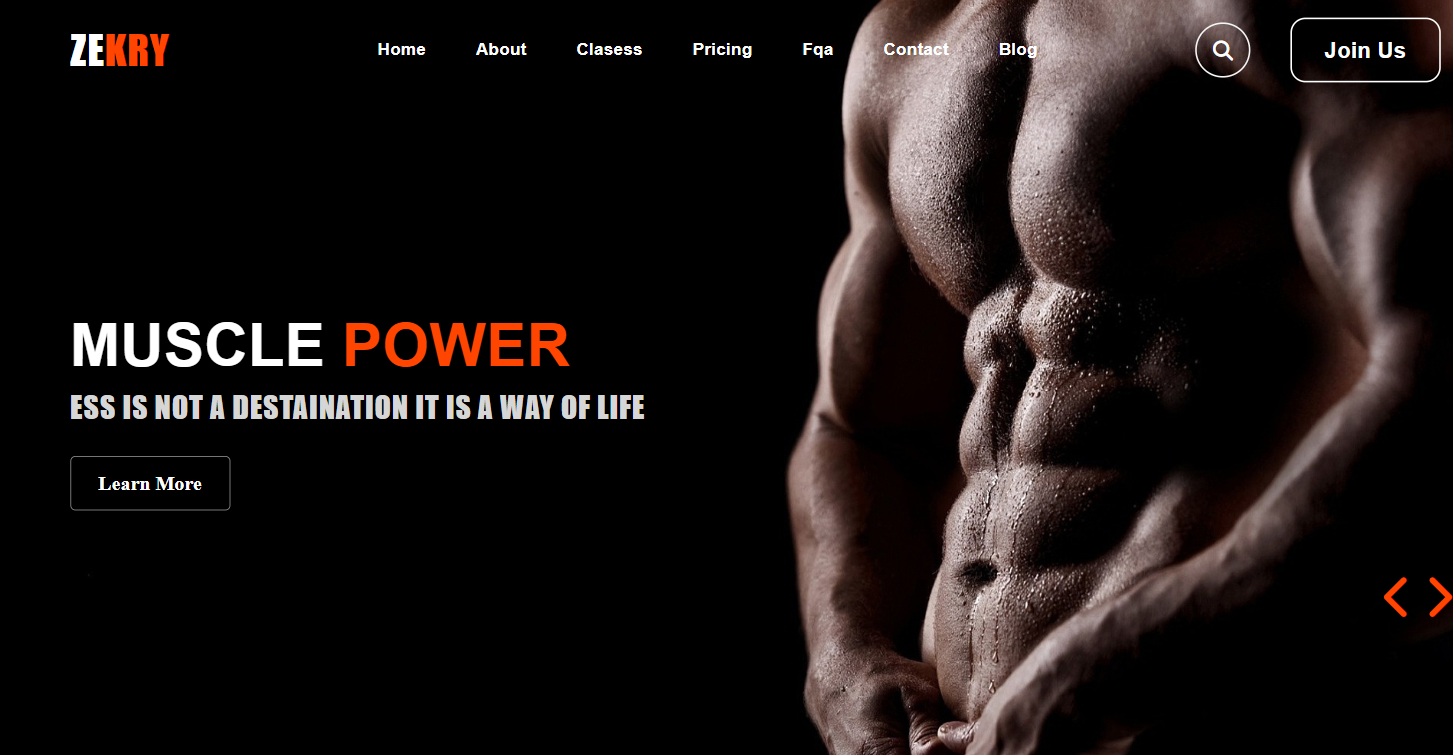 ZEKRY
Home About Clasess Pricing Fqa Contact Blog
Join Us
MUSCLE POWER
ESS IS NOT A DESTAINATION IT IS A WAY OF LIFE
Learn More